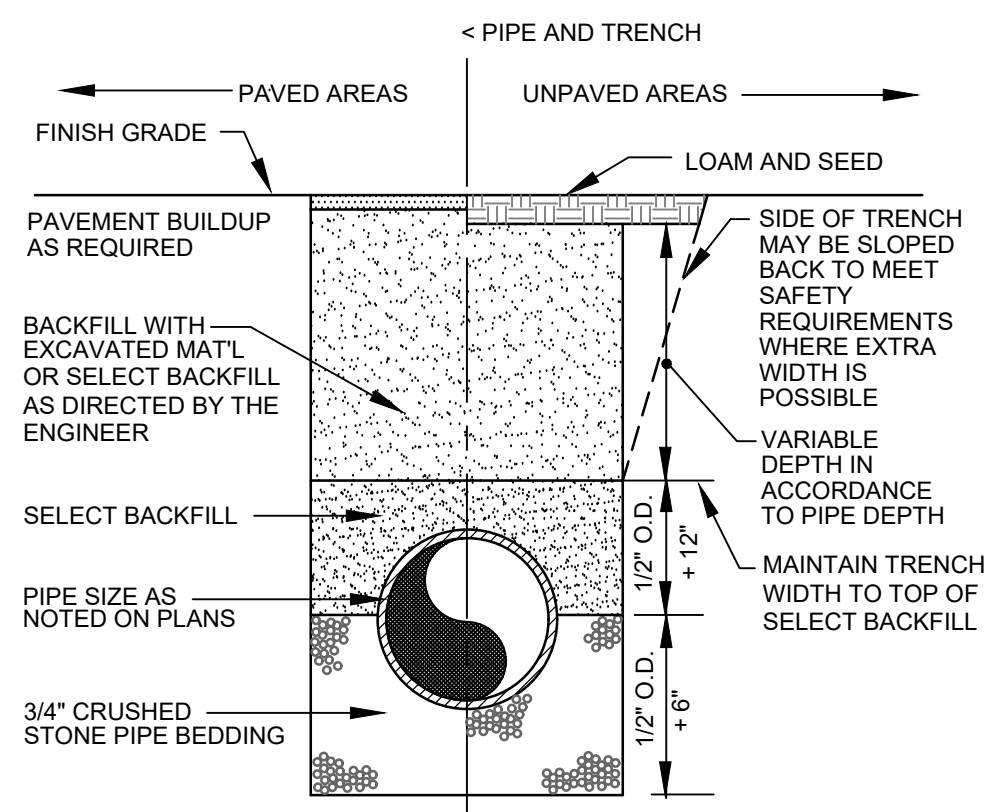 < PIPE AND TRENCH
PAVED AREAS
UNPAVED AREAS
FINISH GRADE
LOAM AND SEED
PAVEMENT BUILDUP
AS REQUIRED
SIDE OF TRENCH
MAY BE SLOPED
BACK TO MEET
SAFETY
REQUIREMENTS
WHERE EXTRA
WIDTH IS
POSSIBLE
BACKFILL WITH
EXCAVATED MAT'L
OR SELECT BACKFILL
AS DIRECTED BY THE
ENGINEER
VARIABLE
DEPTH IN
ACCORDANCE
TO PIPE DEPTH
SELECT BACKFILL
1/2" O.D.
+ 12"
MAINTAIN TRENCH
WIDTH TO TOP OF
SELECT BACKFILL
PIPE SIZE AS
NOTED ON PLANS
1/2" O.D.
+ 6"
3/4" CRUSHED
STONE PIPE BEDDING